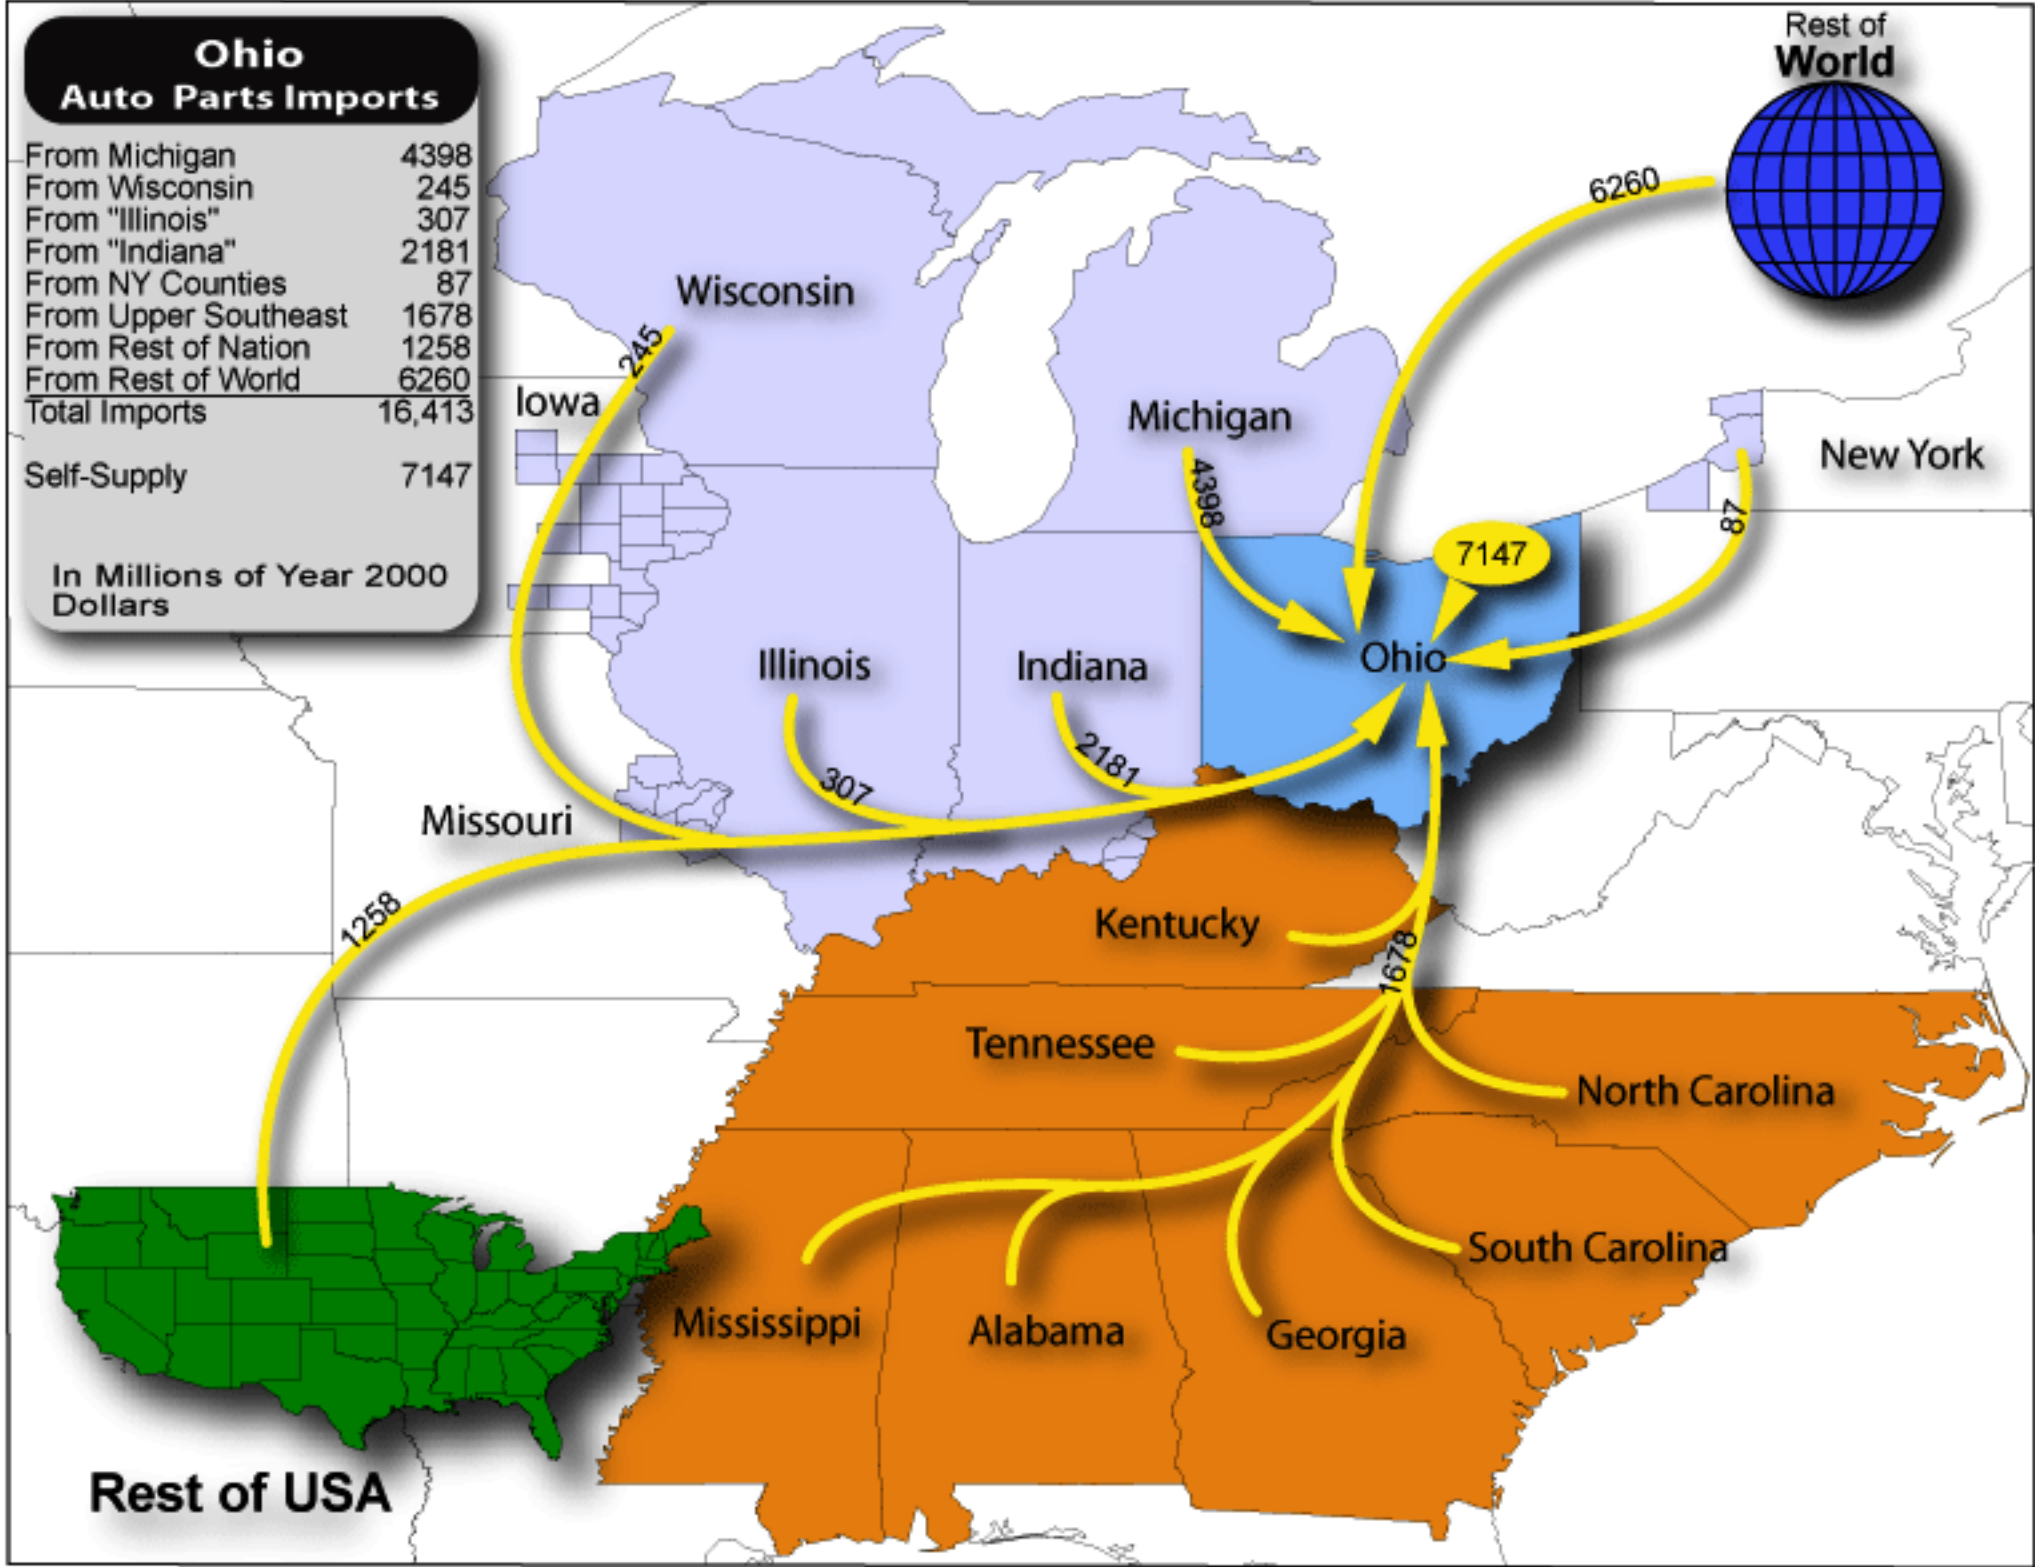 Ohio
Auto Parts Imports
From Michigan 4398
From Wisconsin 245
From "Illinois" 307
From "Indiana" 2181
From NY Counties 87
From Upper Southeast 1678
From Rest of Nation 1258
From Rest of World 6260
Total Imports 16,413
Self-Supply 7147
In Millions of Year 2000
Dollars
Rest of
World
6260
Wisconsin
245
Iowa
Michigan
4398
New York
87
7147
Ohio
Illinois
Indiana
2181
307
Missouri
1258
Kentucky
1678
Tennessee
North Carolina
South Carolina
Mississippi
Alabama
Georgia
Rest of USA